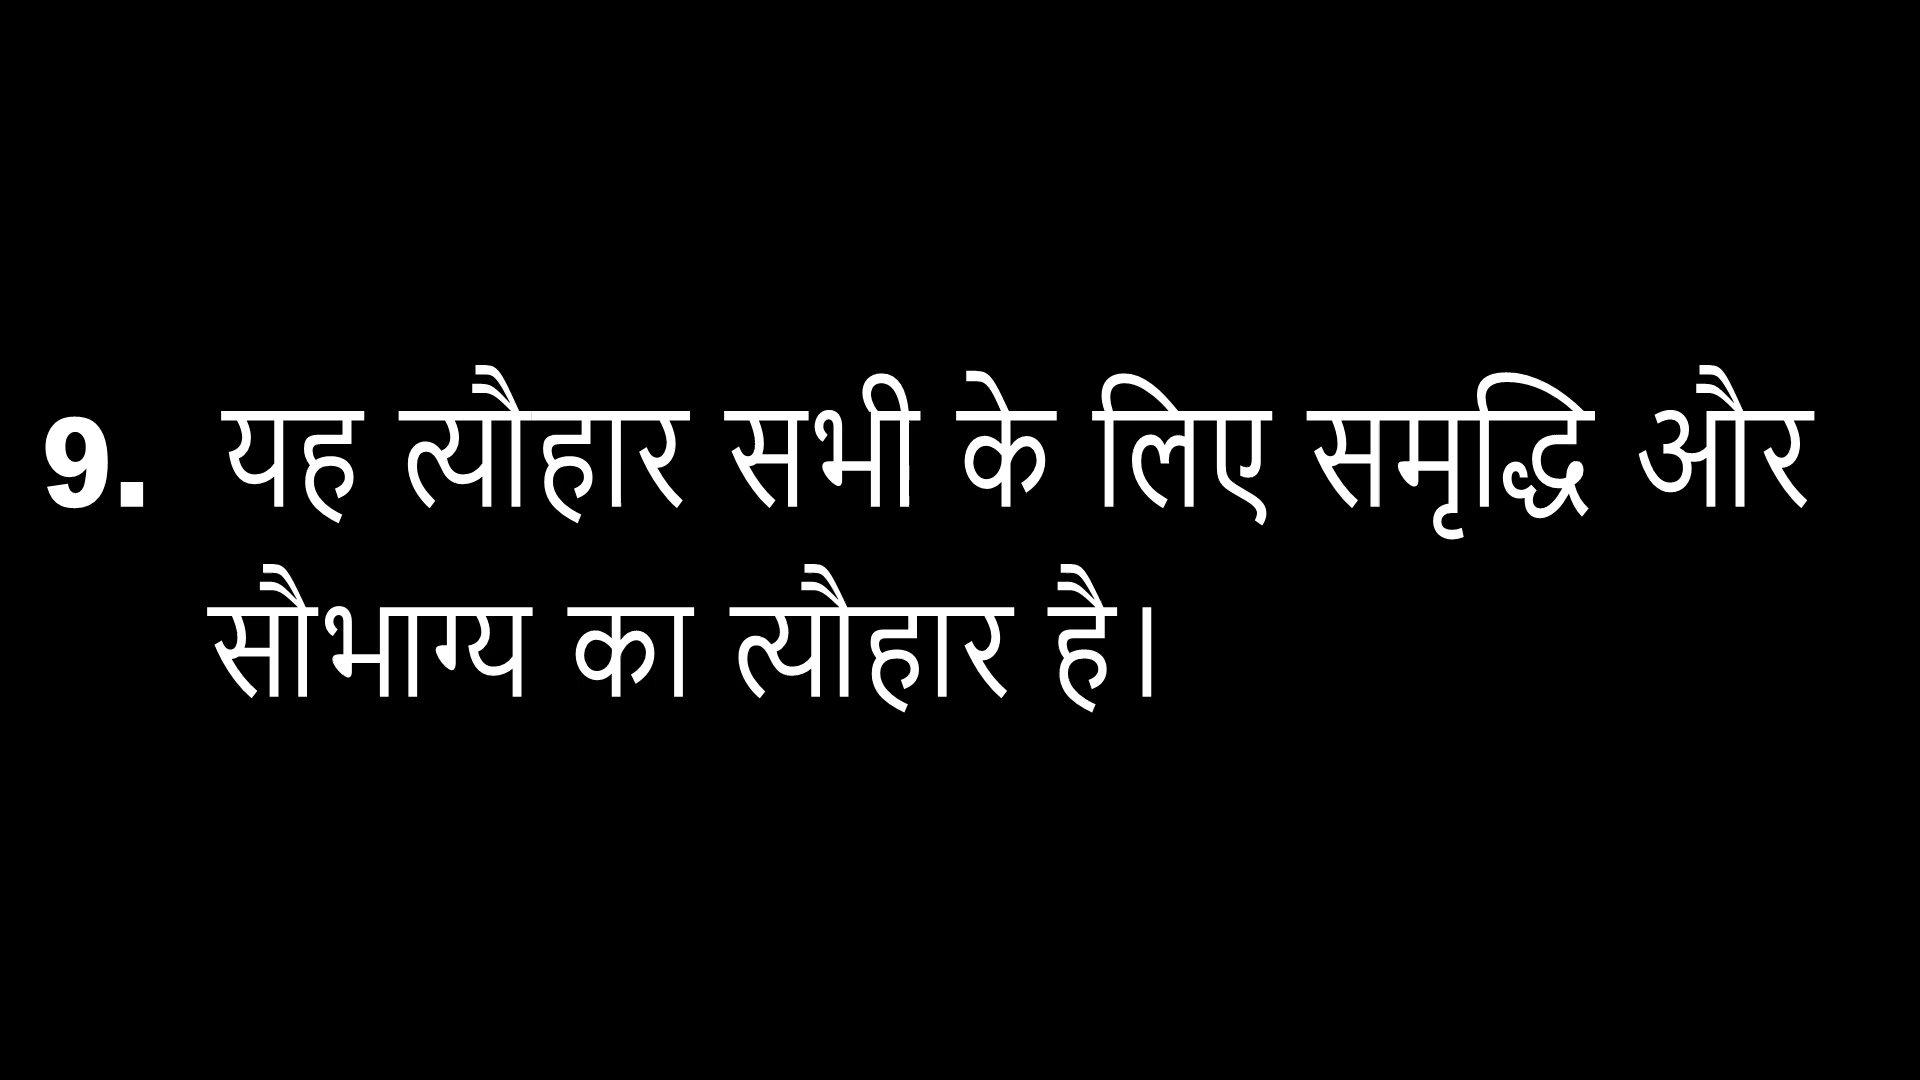 9. यह त्यौहार सभी के लिए समृद्धि और
सौभाग्य का त्यौहार है।